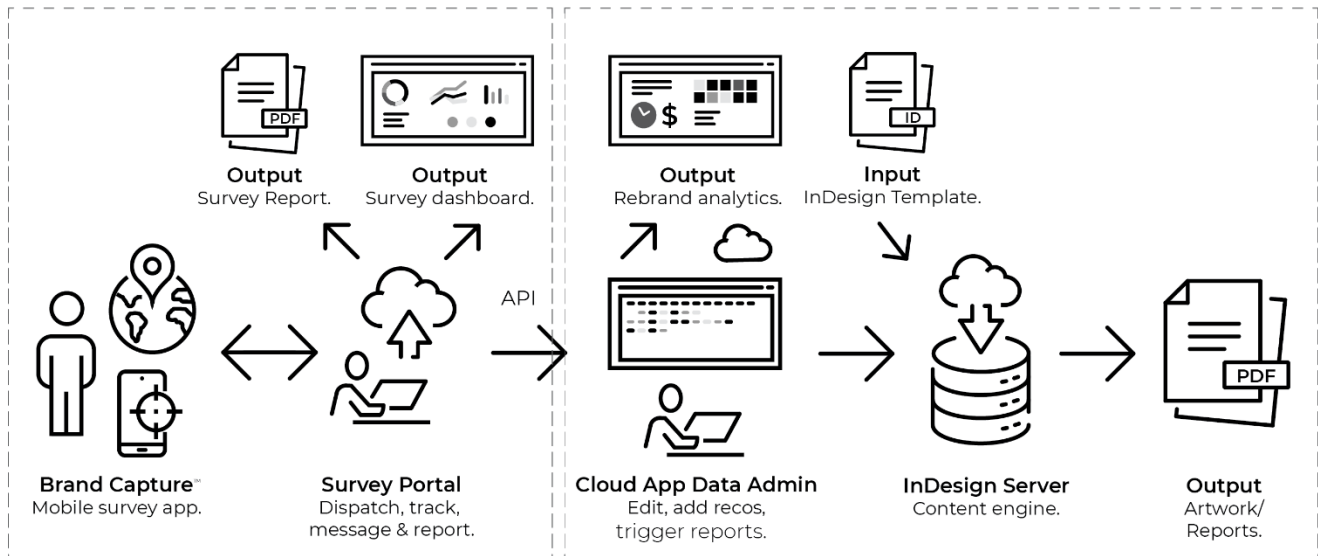 PDF
Output
Survey Report.
Output
Survey dashboard.
$
Output
Rebrand analytics.
ID
Input
InDesign Template.
API
PDF
Brand Capture℠
Mobile survey app.
Survey Portal
Dispatch, track,
message & report.
Cloud App Data Admin
Edit, add recos,
trigger reports.
InDesign Server
Content engine.
Output
Artwork/
Reports.